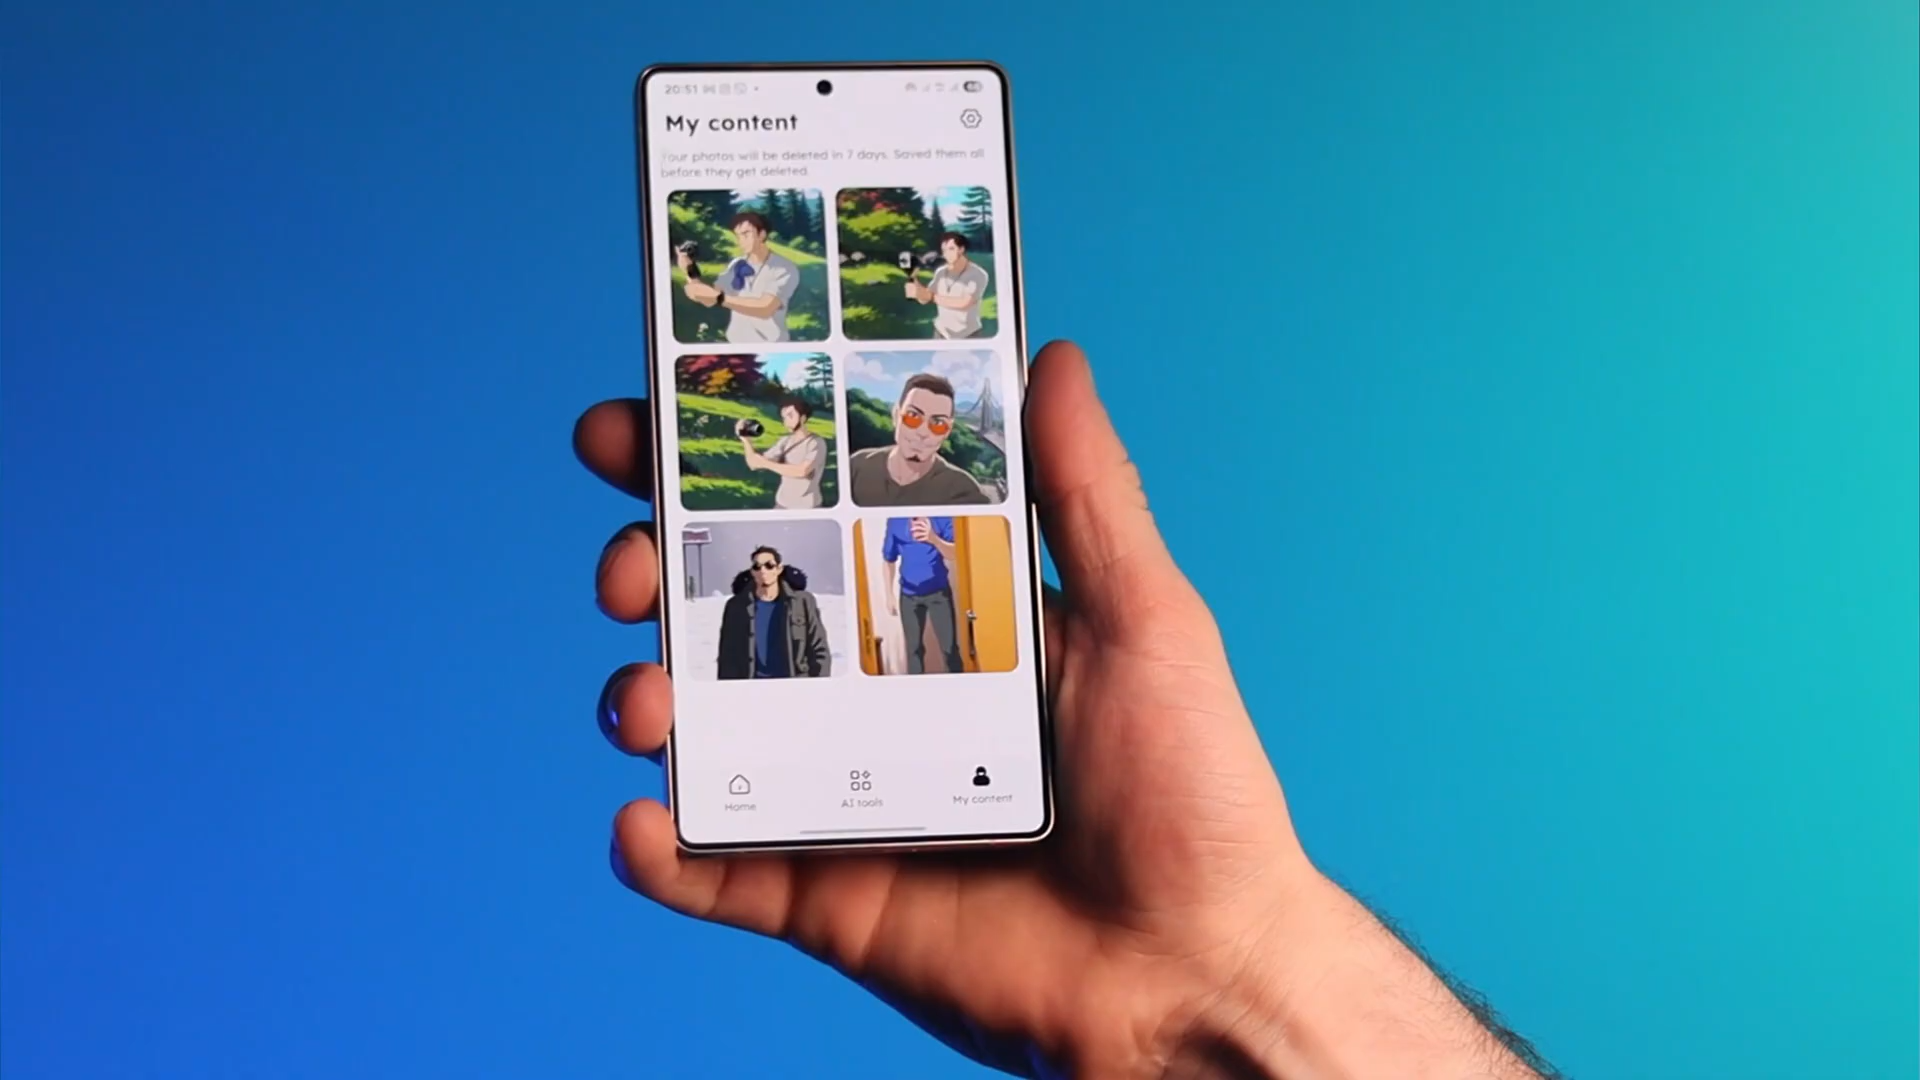 20:51
My content
Your photos will be deleted in 7 days. Saved them all
before they get deleted.
Home
AI tools
My content